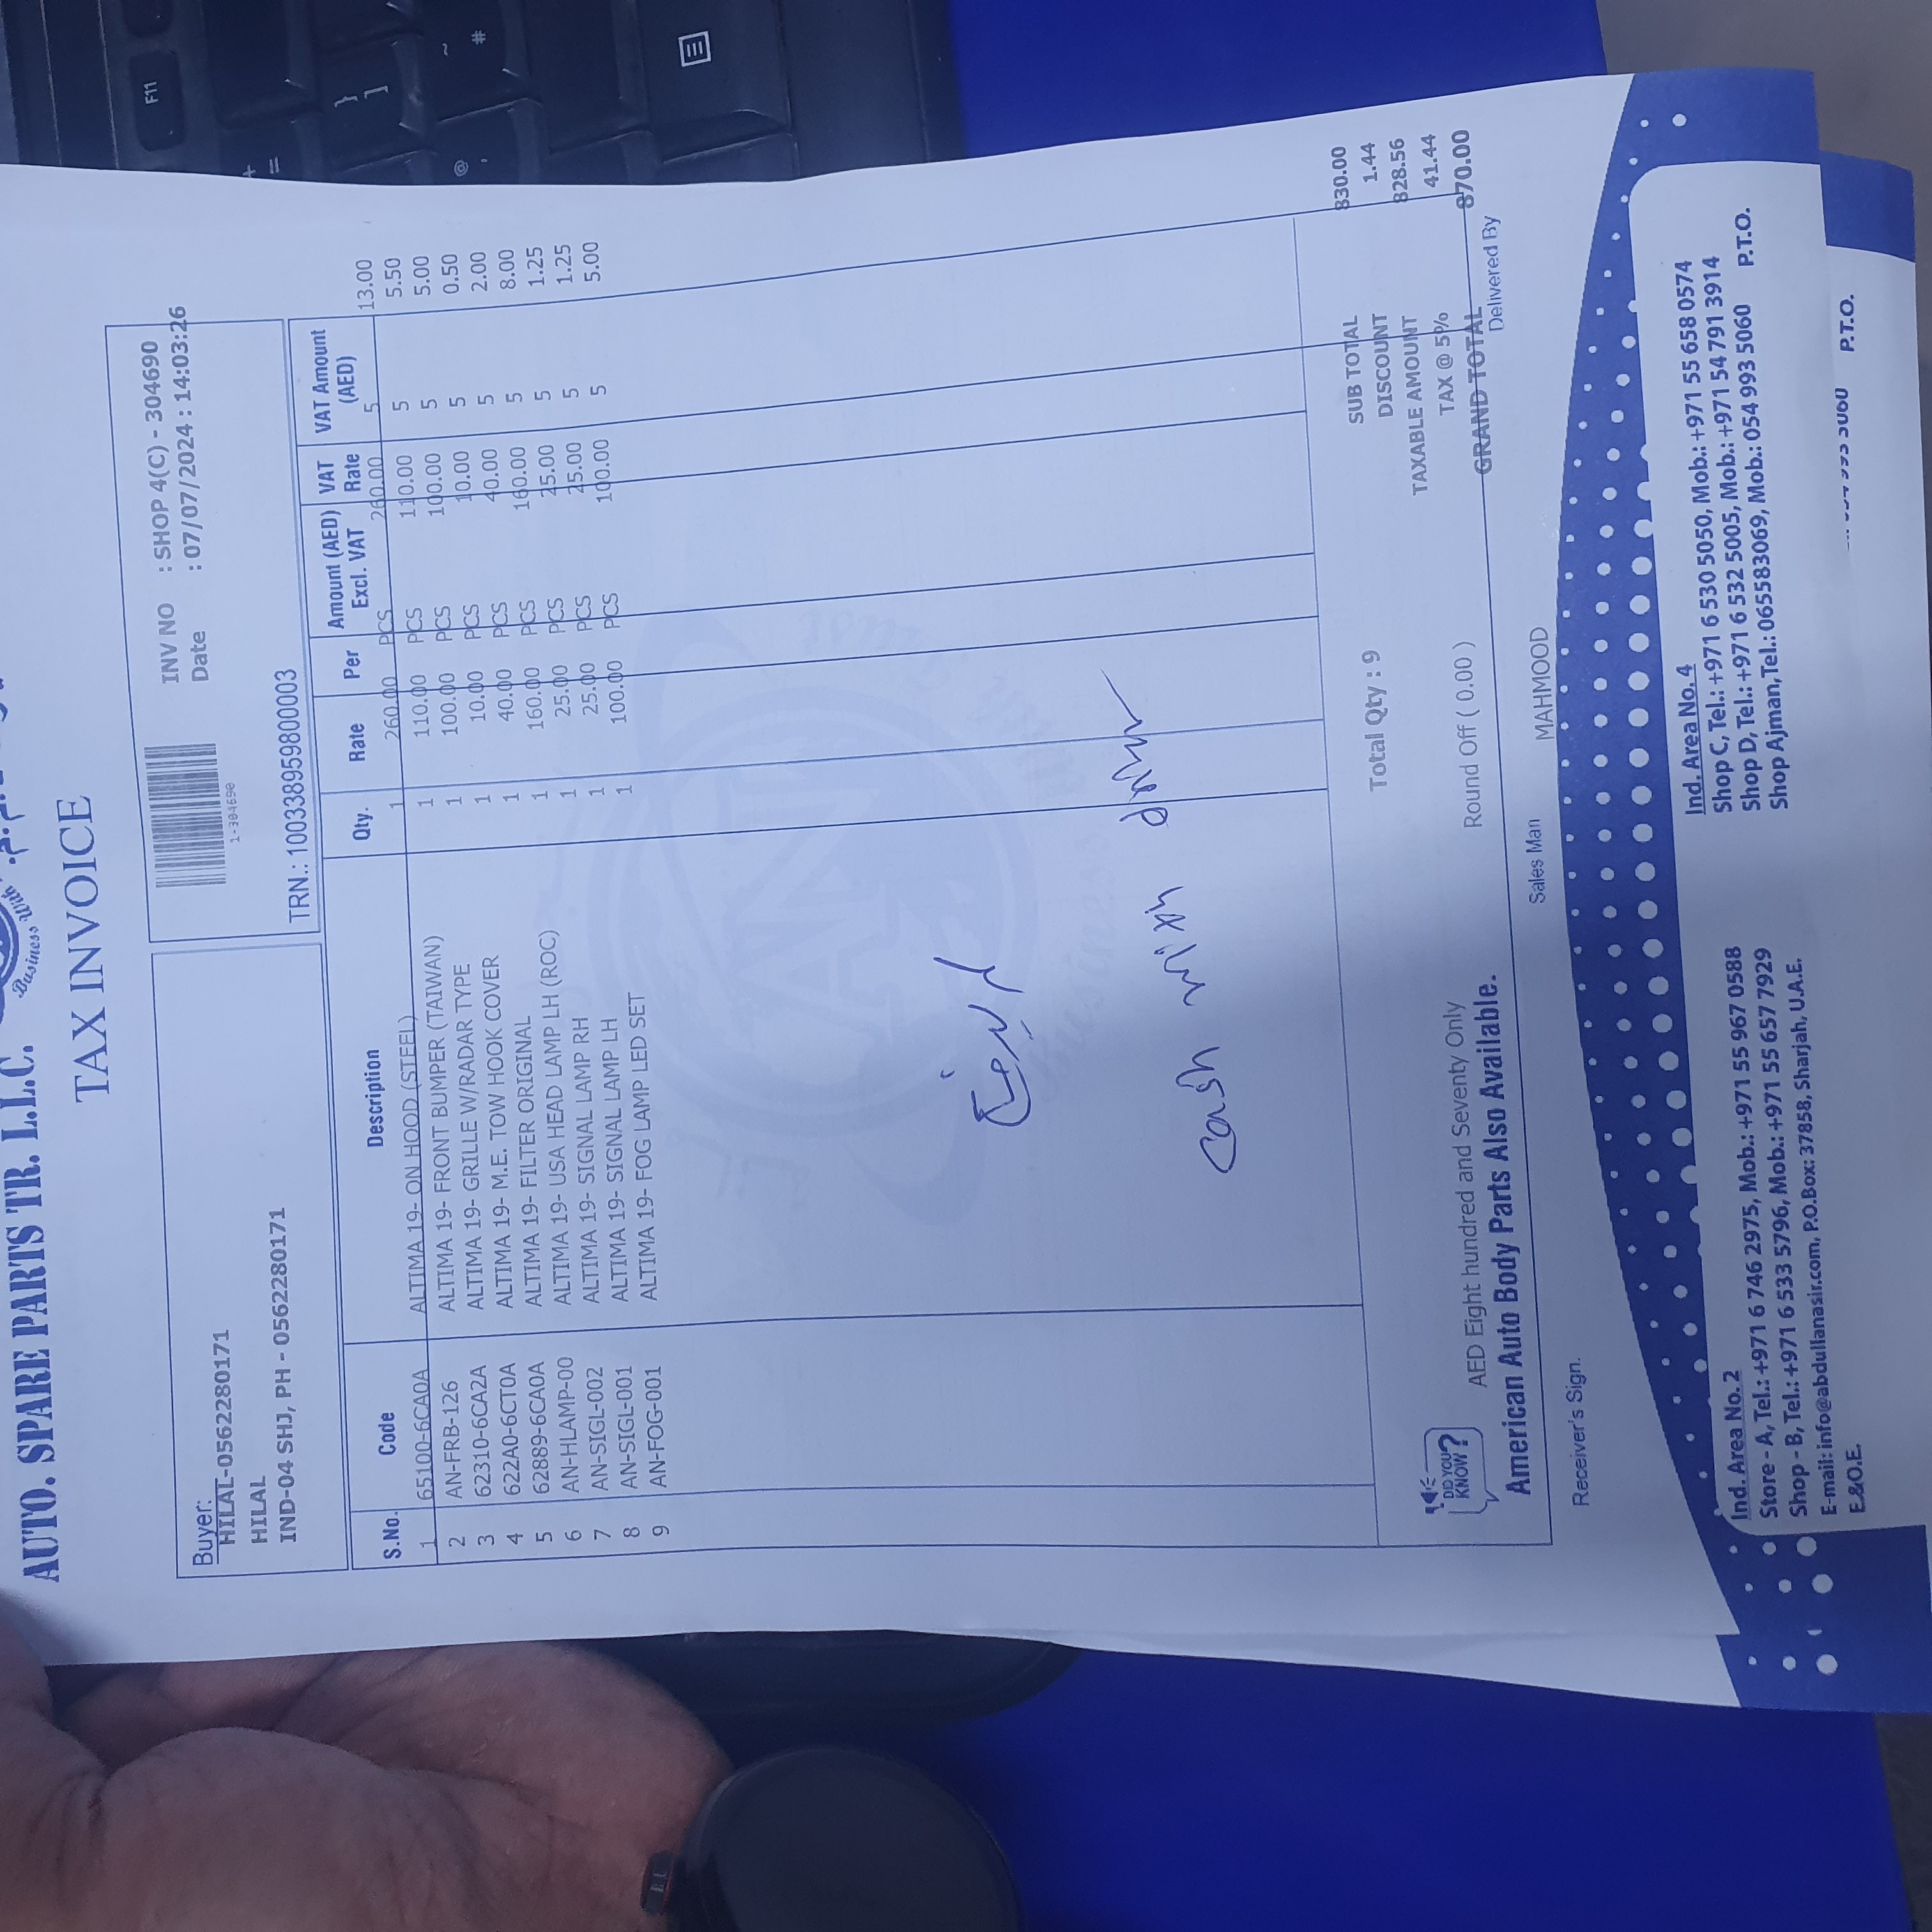 AUTO. SPARE PARTS TR. L.L.C.
Business With
TAX INVOICE
Buyer:
HILAL-0562280171
HILAL
IND-04 SHJ, PH - 0562280171
1-304690
INV NO : SHOP 4(C) - 304690
Date : 07/07/2024 : 14:03:26
TRN.: 100338959800003
S.No. Code Description Qty. Rate Per Amount (AED) Excl. VAT VAT Rate VAT Amount (AED)
1 65100-6CA0A ALTIMA 19- ON HOOD (STEEL) 1 260.00 PCS 260.00 5 13.00
2 AN-FRB-126 ALTIMA 19- FRONT BUMPER (TAIWAN) 1 110.00 PCS 110.00 5 5.50
3 62310-6CA2A ALTIMA 19- GRILLE W/RADAR TYPE 1 100.00 PCS 100.00 5 5.00
4 622A0-6CT0A ALTIMA 19- M.E. TOW HOOK COVER 1 10.00 PCS 10.00 5 0.50
5 62889-6CA0A ALTIMA 19- FILTER ORIGINAL 1 40.00 PCS 40.00 5 2.00
6 AN-HLAMP-00 ALTIMA 19- USA HEAD LAMP LH (ROC) 1 160.00 PCS 160.00 5 8.00
7 AN-SIGL-002 ALTIMA 19- SIGNAL LAMP RH 1 25.00 PCS 25.00 5 1.25
8 AN-SIGL-001 ALTIMA 19- SIGNAL LAMP LH 1 25.00 PCS 25.00 5 1.25
9 AN-FOG-001 ALTIMA 19- FOG LAMP LED SET 1 100.00 PCS 100.00 5 5.00
Cash with
Total Qty : 9
SUB TOTAL 830.00
DISCOUNT 1.44
TAXABLE AMOUNT 828.56
TAX @ 5% 41.44
GRAND TOTAL 870.00
DID YOU KNOW?
AED Eight hundred and Seventy Only
Round Off ( 0.00 )
American Auto Body Parts Also Available.
Delivered By
Receiver's Sign.
Sales Man MAHMOOD
Ind. Area No. 2
Store - A, Tel.: +971 6 746 2975, Mob.: +971 55 967 0588
Shop - B, Tel.: +971 6 533 5796, Mob.: +971 55 657 7929
E-mail: info@abdullanasir.com, P.O.Box: 37858, Sharjah, U.A.E.
E.&O.E.
Ind. Area No. 4
Shop C, Tel.: +971 6 530 5050, Mob.: +971 55 658 0574
Shop D, Tel.: +971 6 532 5005, Mob.: +971 54 791 3914
Shop Ajman, Tel.: 065583069, Mob.: 054 993 5060 P.T.O.
P.T.O.
F11